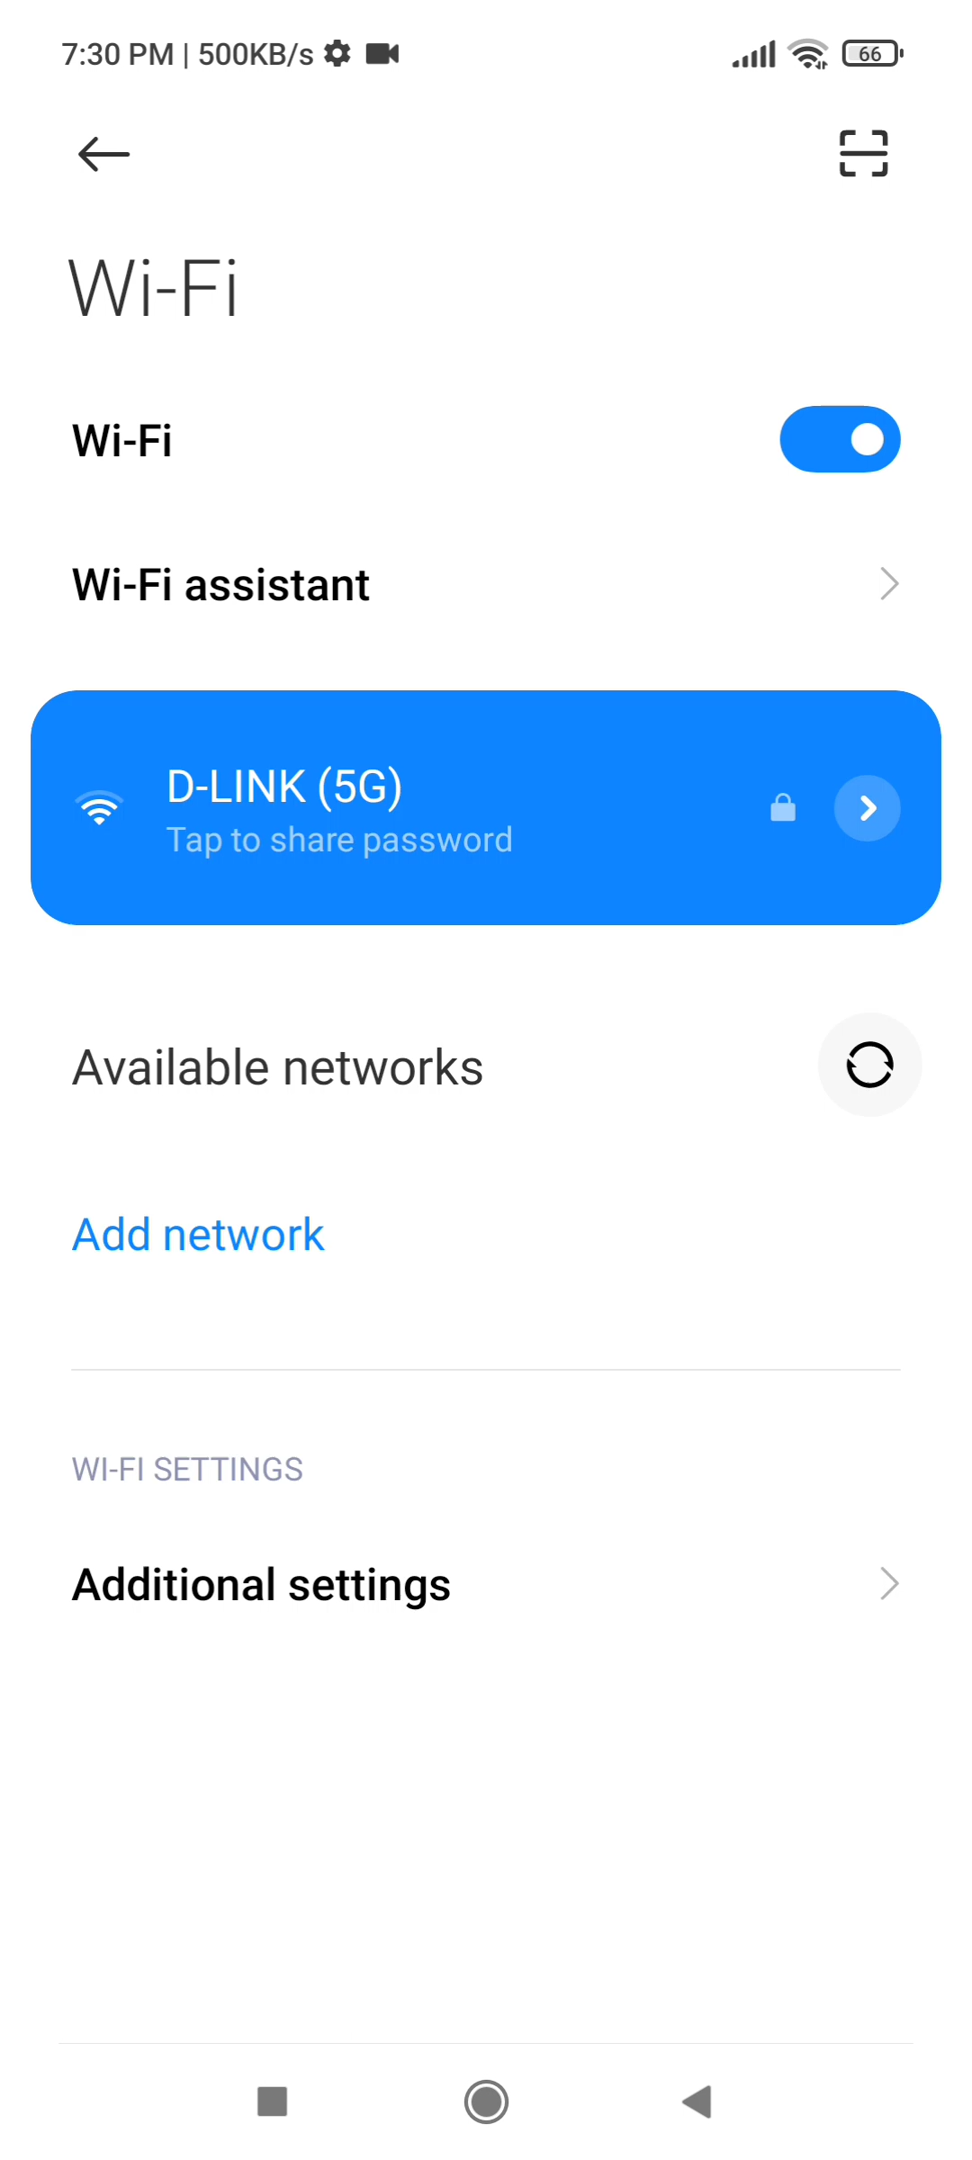 7:30 PM | 500KB/s
66
Wi-Fi
Wi-Fi
Wi-Fi assistant
D-LINK (5G)
Tap to share password
Available networks
Add network
WI-FI SETTINGS
Additional settings